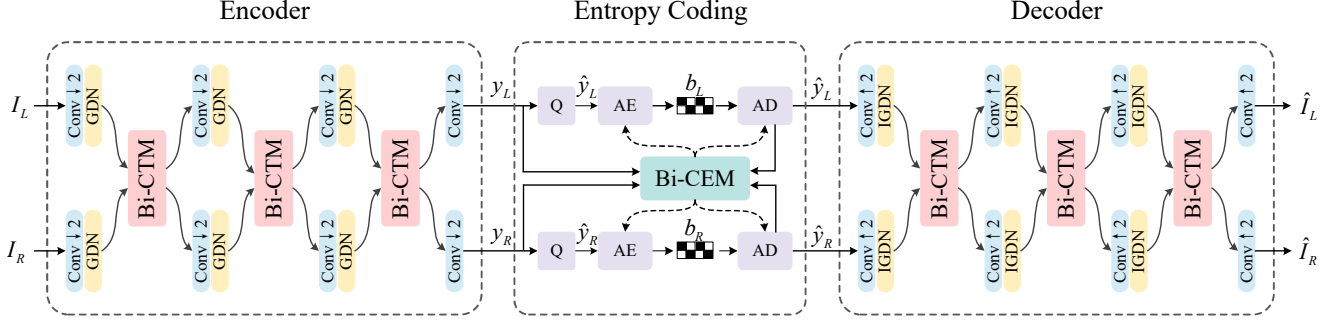 Encoder Entropy Coding Decoder
Conv ↓ 2 GDN Conv ↓ 2 GDN Conv ↓ 2 GDN Conv ↓ 2
I_L
y_L Q ŷ_L AE b_L AD ŷ_L
Conv ↑ 2 IGDN Conv ↑ 2 IGDN Conv ↑ 2 IGDN Conv ↑ 2
Î_L
Bi-CTM Bi-CTM Bi-CTM Bi-CEM Bi-CTM Bi-CTM Bi-CTM
Conv ↓ 2 GDN Conv ↓ 2 GDN Conv ↓ 2 GDN Conv ↓ 2
I_R
y_R Q ŷ_R AE b_R AD ŷ_R
Conv ↑ 2 IGDN Conv ↑ 2 IGDN Conv ↑ 2 IGDN Conv ↑ 2
Î_R